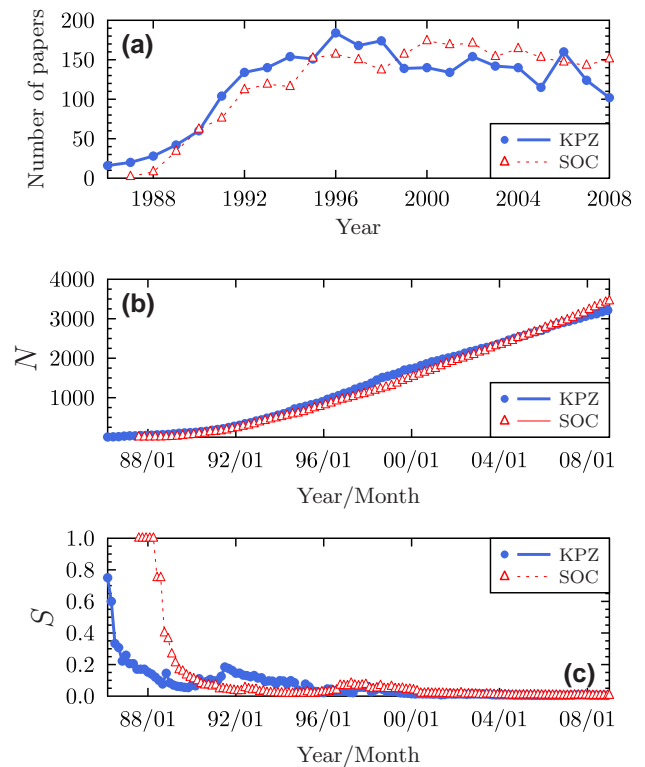 (a)
Number of papers
200
150
100
50
0
KPZ
SOC
1988 1992 1996 2000 2004 2008
Year
(b)
N
4000
3000
2000
1000
KPZ
SOC
88/01 92/01 96/01 00/01 04/01 08/01
Year/Month
S
1.0
0.8
0.6
0.4
0.2
0.0
KPZ
SOC
(c)
88/01 92/01 96/01 00/01 04/01 08/01
Year/Month